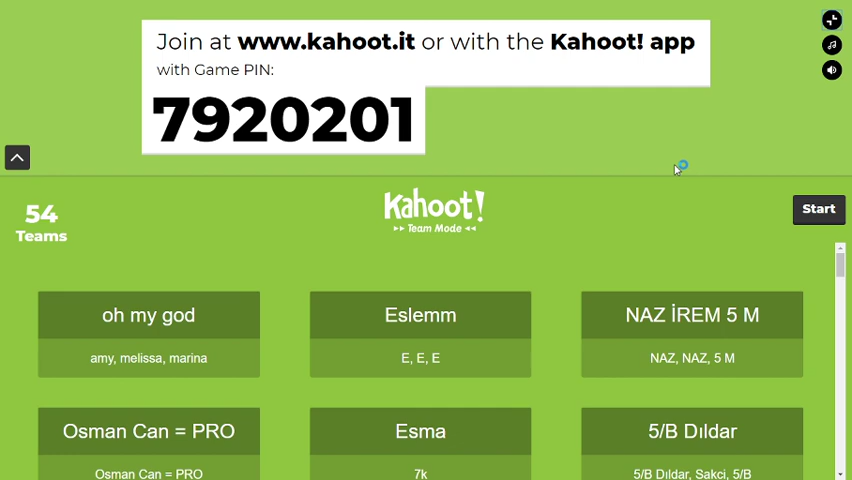 Join at www.kahoot.it or with the Kahoot! app
with Game PIN:
7920201
54
Teams
Kahoot!
Team Mode
Start
oh my god
amy, melissa, marina
Eslemm
E, E, E
NAZ İREM 5 M
NAZ, NAZ, 5 M
Osman Can = PRO
Osman Can = PRO
Esma
7k
5/B Dıldar
5/B Dıldar, Sakci, 5/B